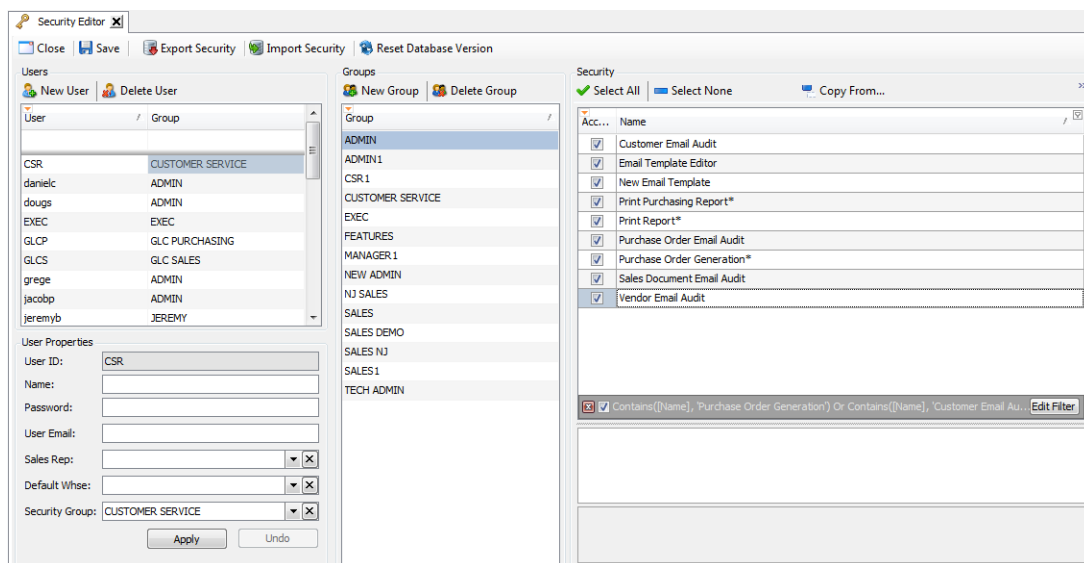 Security Editor
Close Save Export Security Import Security Reset Database Version
Users
New User Delete User
User / Group
CSR CUSTOMER SERVICE
danielc ADMIN
dougs ADMIN
EXEC EXEC
GLCP GLC PURCHASING
GLCS GLC SALES
grege ADMIN
jacobp ADMIN
jeremyb JEREMY
User Properties
User ID: CSR
Name:
Password:
User Email:
Sales Rep:
Default Whse:
Security Group: CUSTOMER SERVICE
Apply Undo
Groups
New Group Delete Group
Group /
ADMIN
ADMIN1
CSR1
CUSTOMER SERVICE
EXEC
FEATURES
MANAGER1
NEW ADMIN
NJ SALES
SALES
SALES DEMO
SALES NJ
SALES1
TECH ADMIN
Security
Select All Select None Copy From... »
Acc... Name /
Customer Email Audit
Email Template Editor
New Email Template
Print Purchasing Report*
Print Report*
Purchase Order Email Audit
Purchase Order Generation*
Sales Document Email Audit
Vendor Email Audit
Contains([Name], 'Purchase Order Generation') Or Contains([Name], 'Customer Email Au... Edit Filter